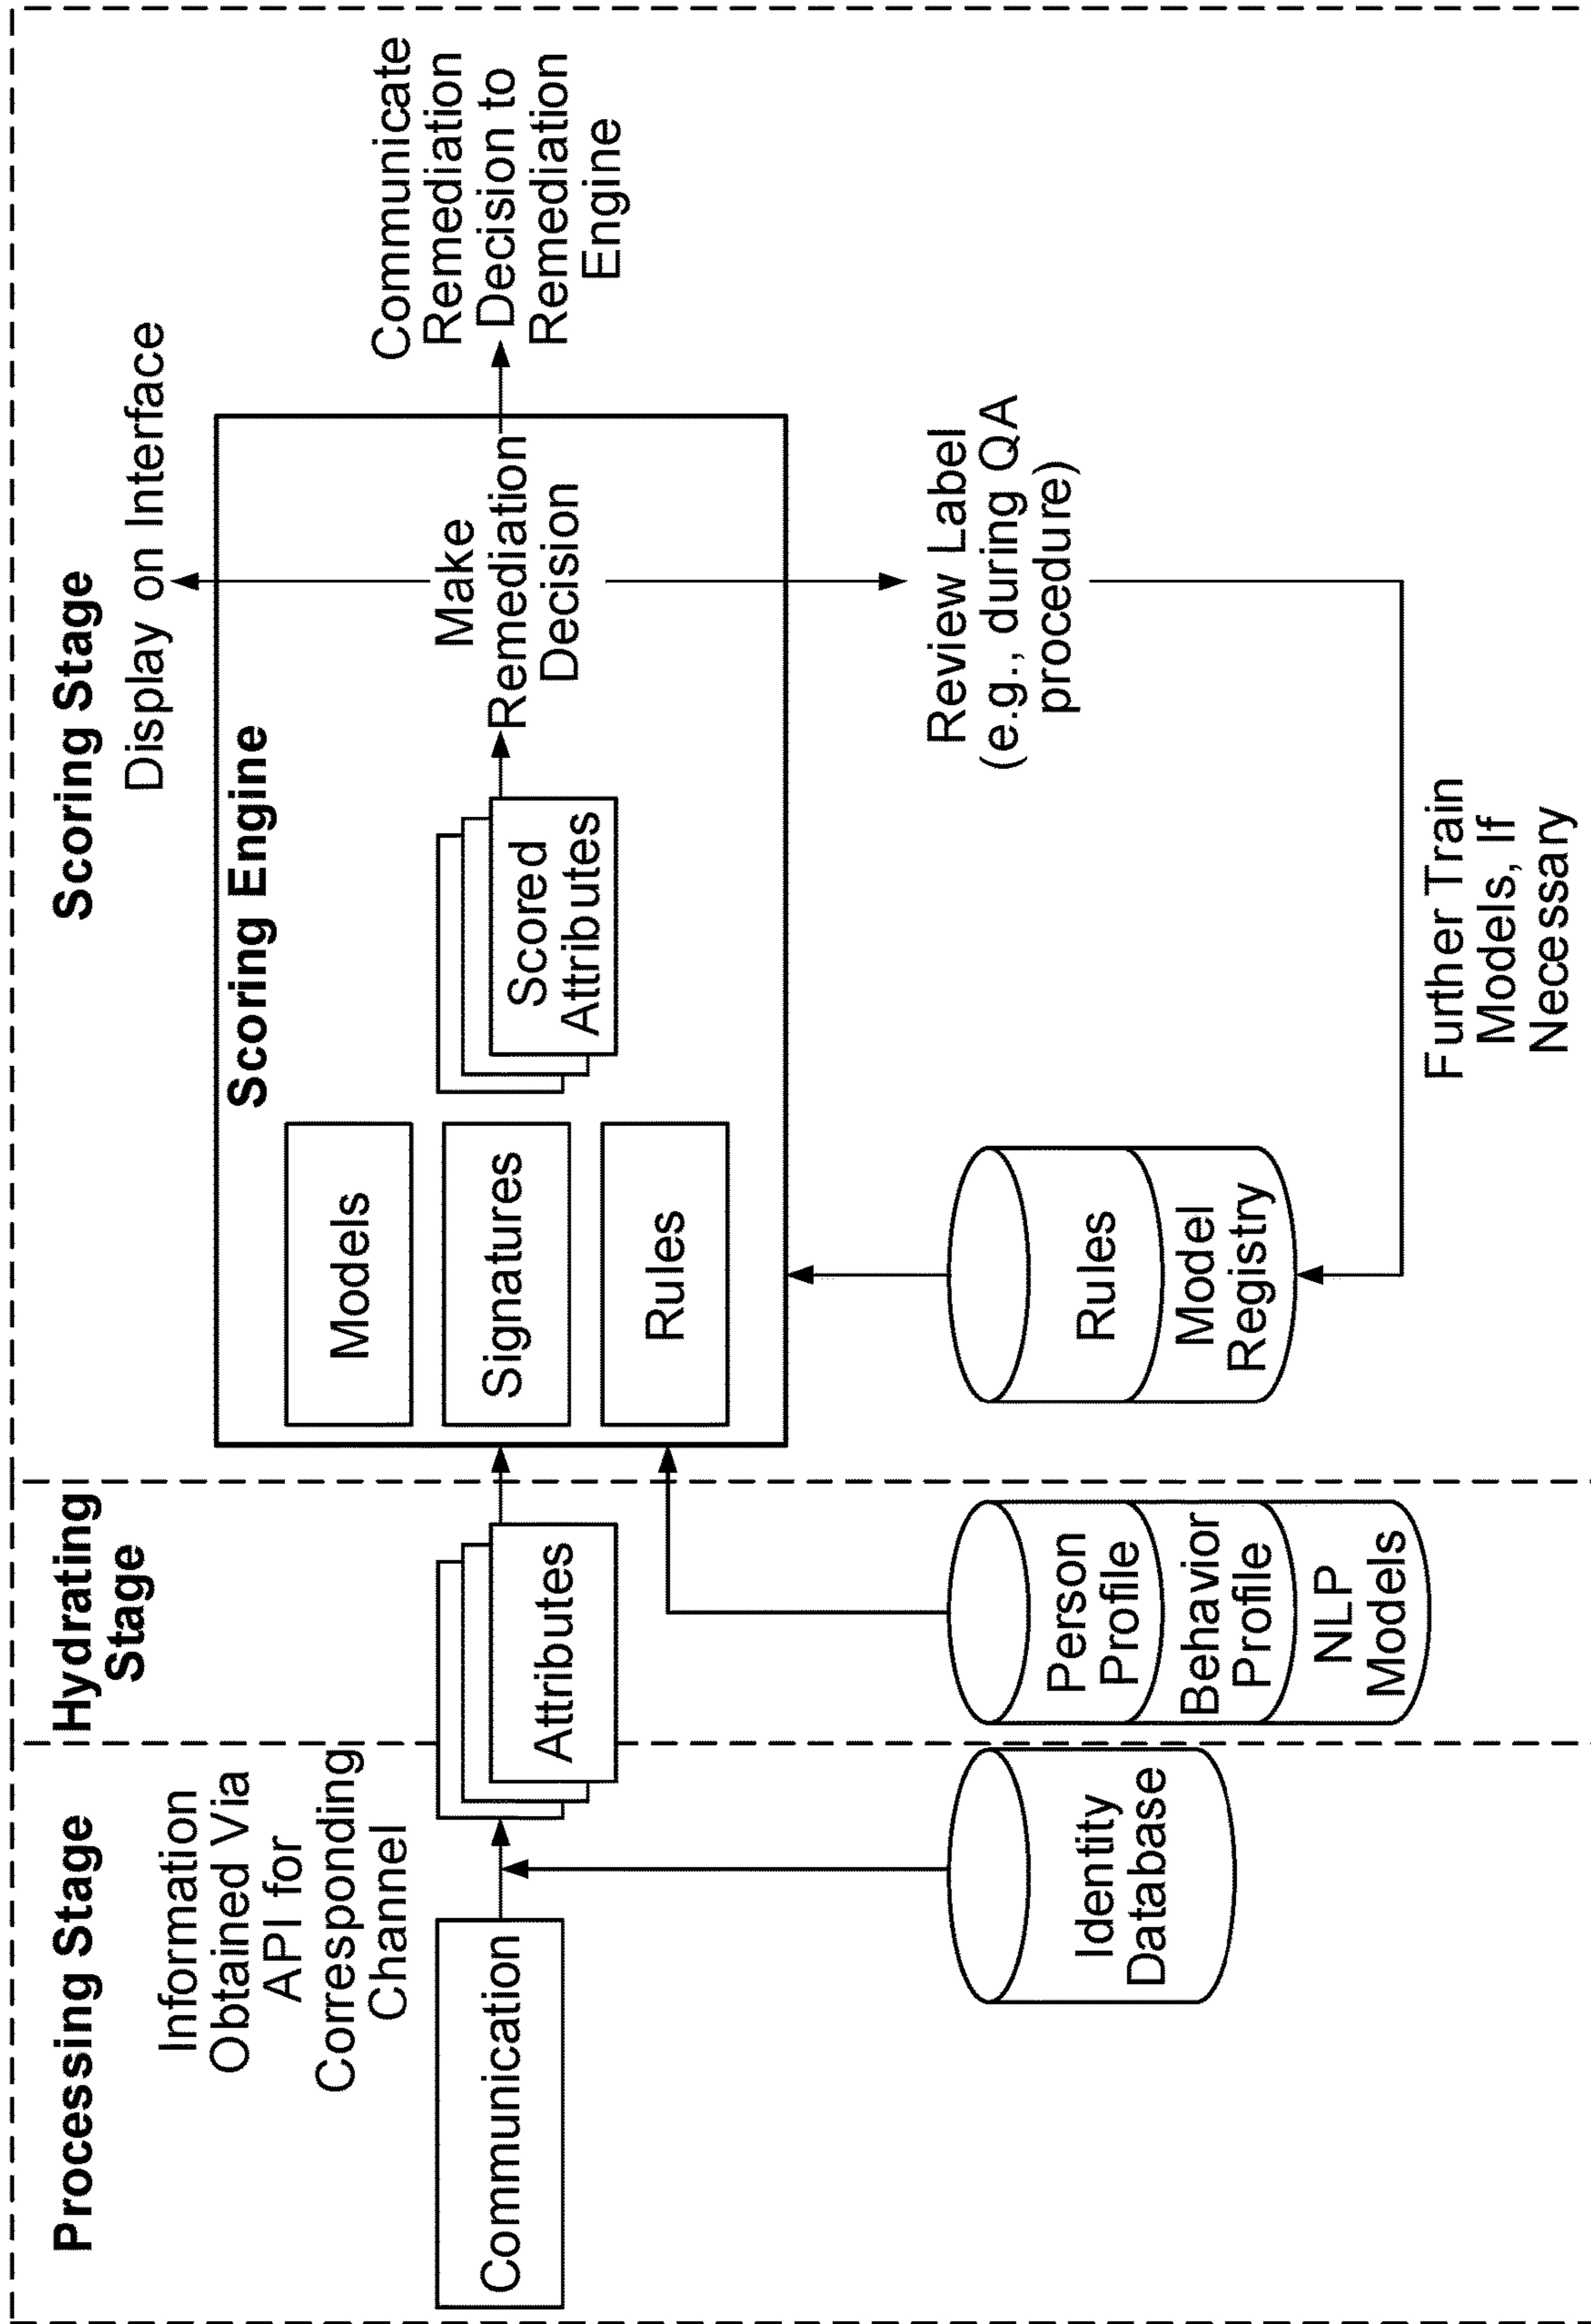 Processing Stage
Information
Obtained Via
API for
Corresponding
Channel
Communication
Identity
Database
Hydrating
Stage
Attributes
Person
Profile
Behavior
Profile
NLP
Models
Scoring Stage
Display on Interface
Scoring Engine
Models
Signatures
Rules
Scored
Attributes
Make
Remediation
Decision
Communicate
Remediation
Decision to
Remediation
Engine
Rules
Model
Registry
Review Label
(e.g., during QA
procedure)
Further Train
Models, If
Necessary